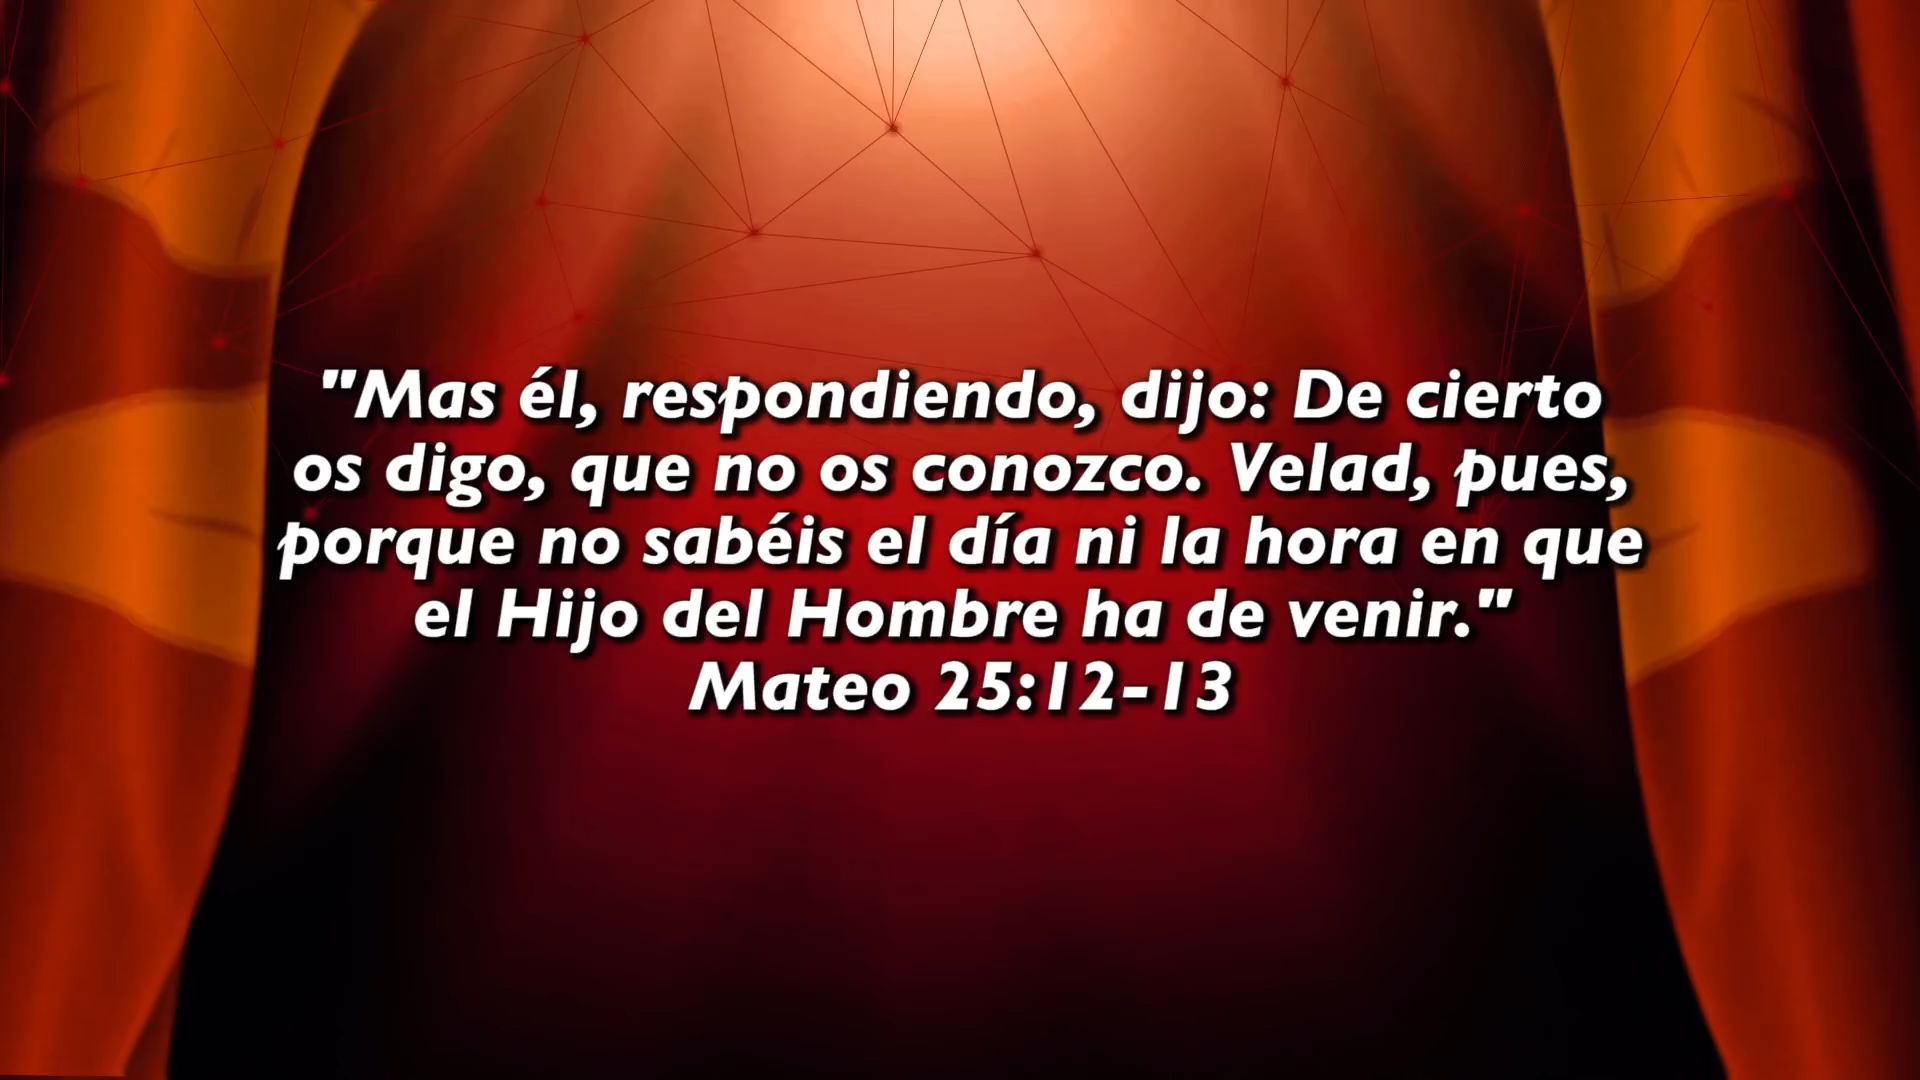 "Mas él, respondiendo, dijo: De cierto
os digo, que no os conozco. Velad, pues,
porque no sabéis el día ni la hora en que
el Hijo del Hombre ha de venir."
Mateo 25:12-13